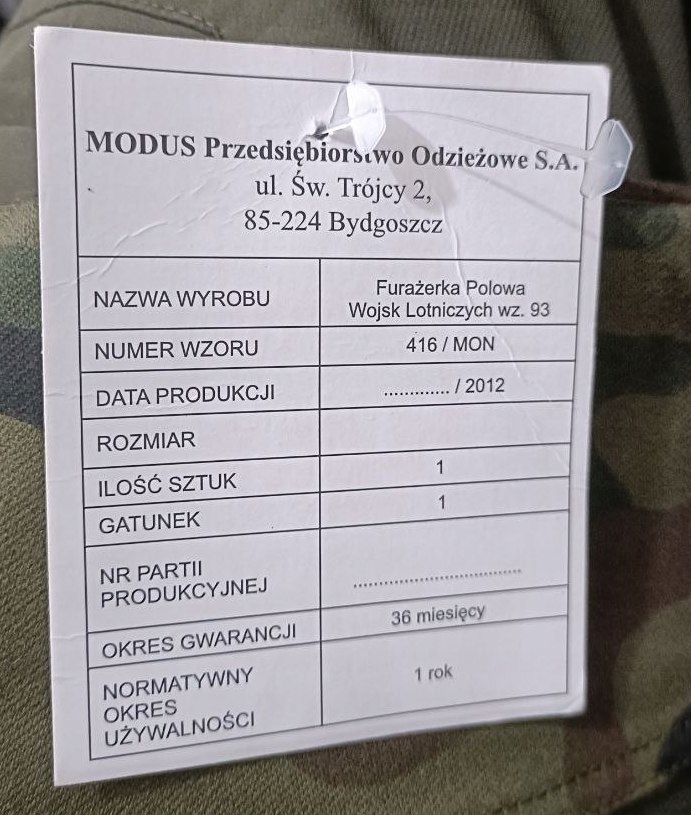 MODUS Przedsiębiorstwo Odzieżowe S.A.
ul. Św. Trójcy 2,
85-224 Bydgoszcz
NAZWA WYROBU
Furażerka Polowa
Wojsk Lotniczych wz. 93
NUMER WZORU
416 / MON
DATA PRODUKCJI
............. / 2012
ROZMIAR
ILOŚĆ SZTUK
1
GATUNEK
1
NR PARTII
PRODUKCYJNEJ
..................................
OKRES GWARANCJI
36 miesięcy
NORMATYWNY
OKRES
UŻYWALNOŚCI
1 rok